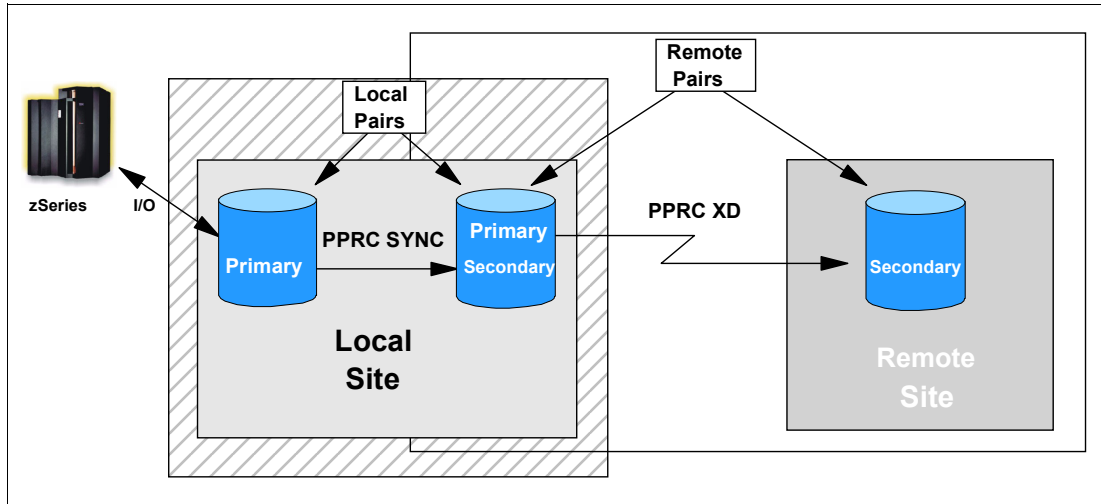 Remote
Pairs
Local
Pairs
zSeries
I/O
Primary
PPRC SYNC
Primary
Secondary
PPRC XD
Secondary
Local
Site
Remote
Site